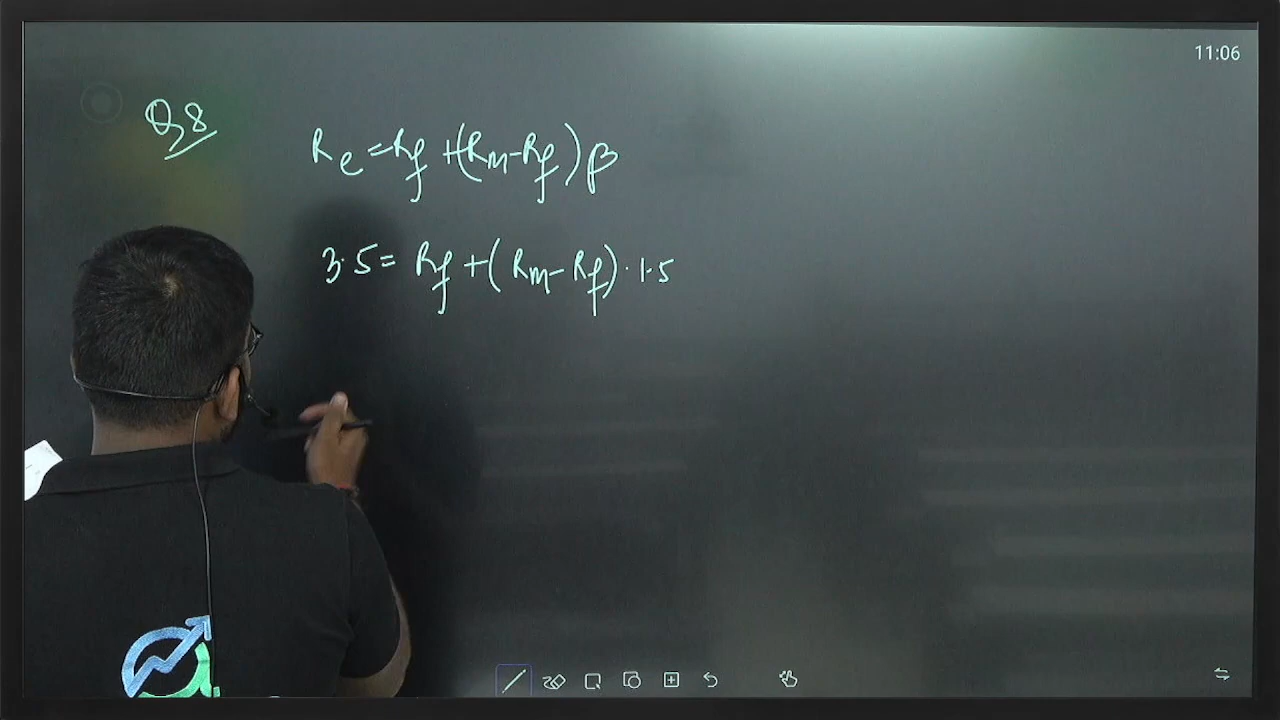 11:06
Q8
Re = Rf + (Rm - Rf) β
3.5 = Rf + (Rm - Rf) . 1.5